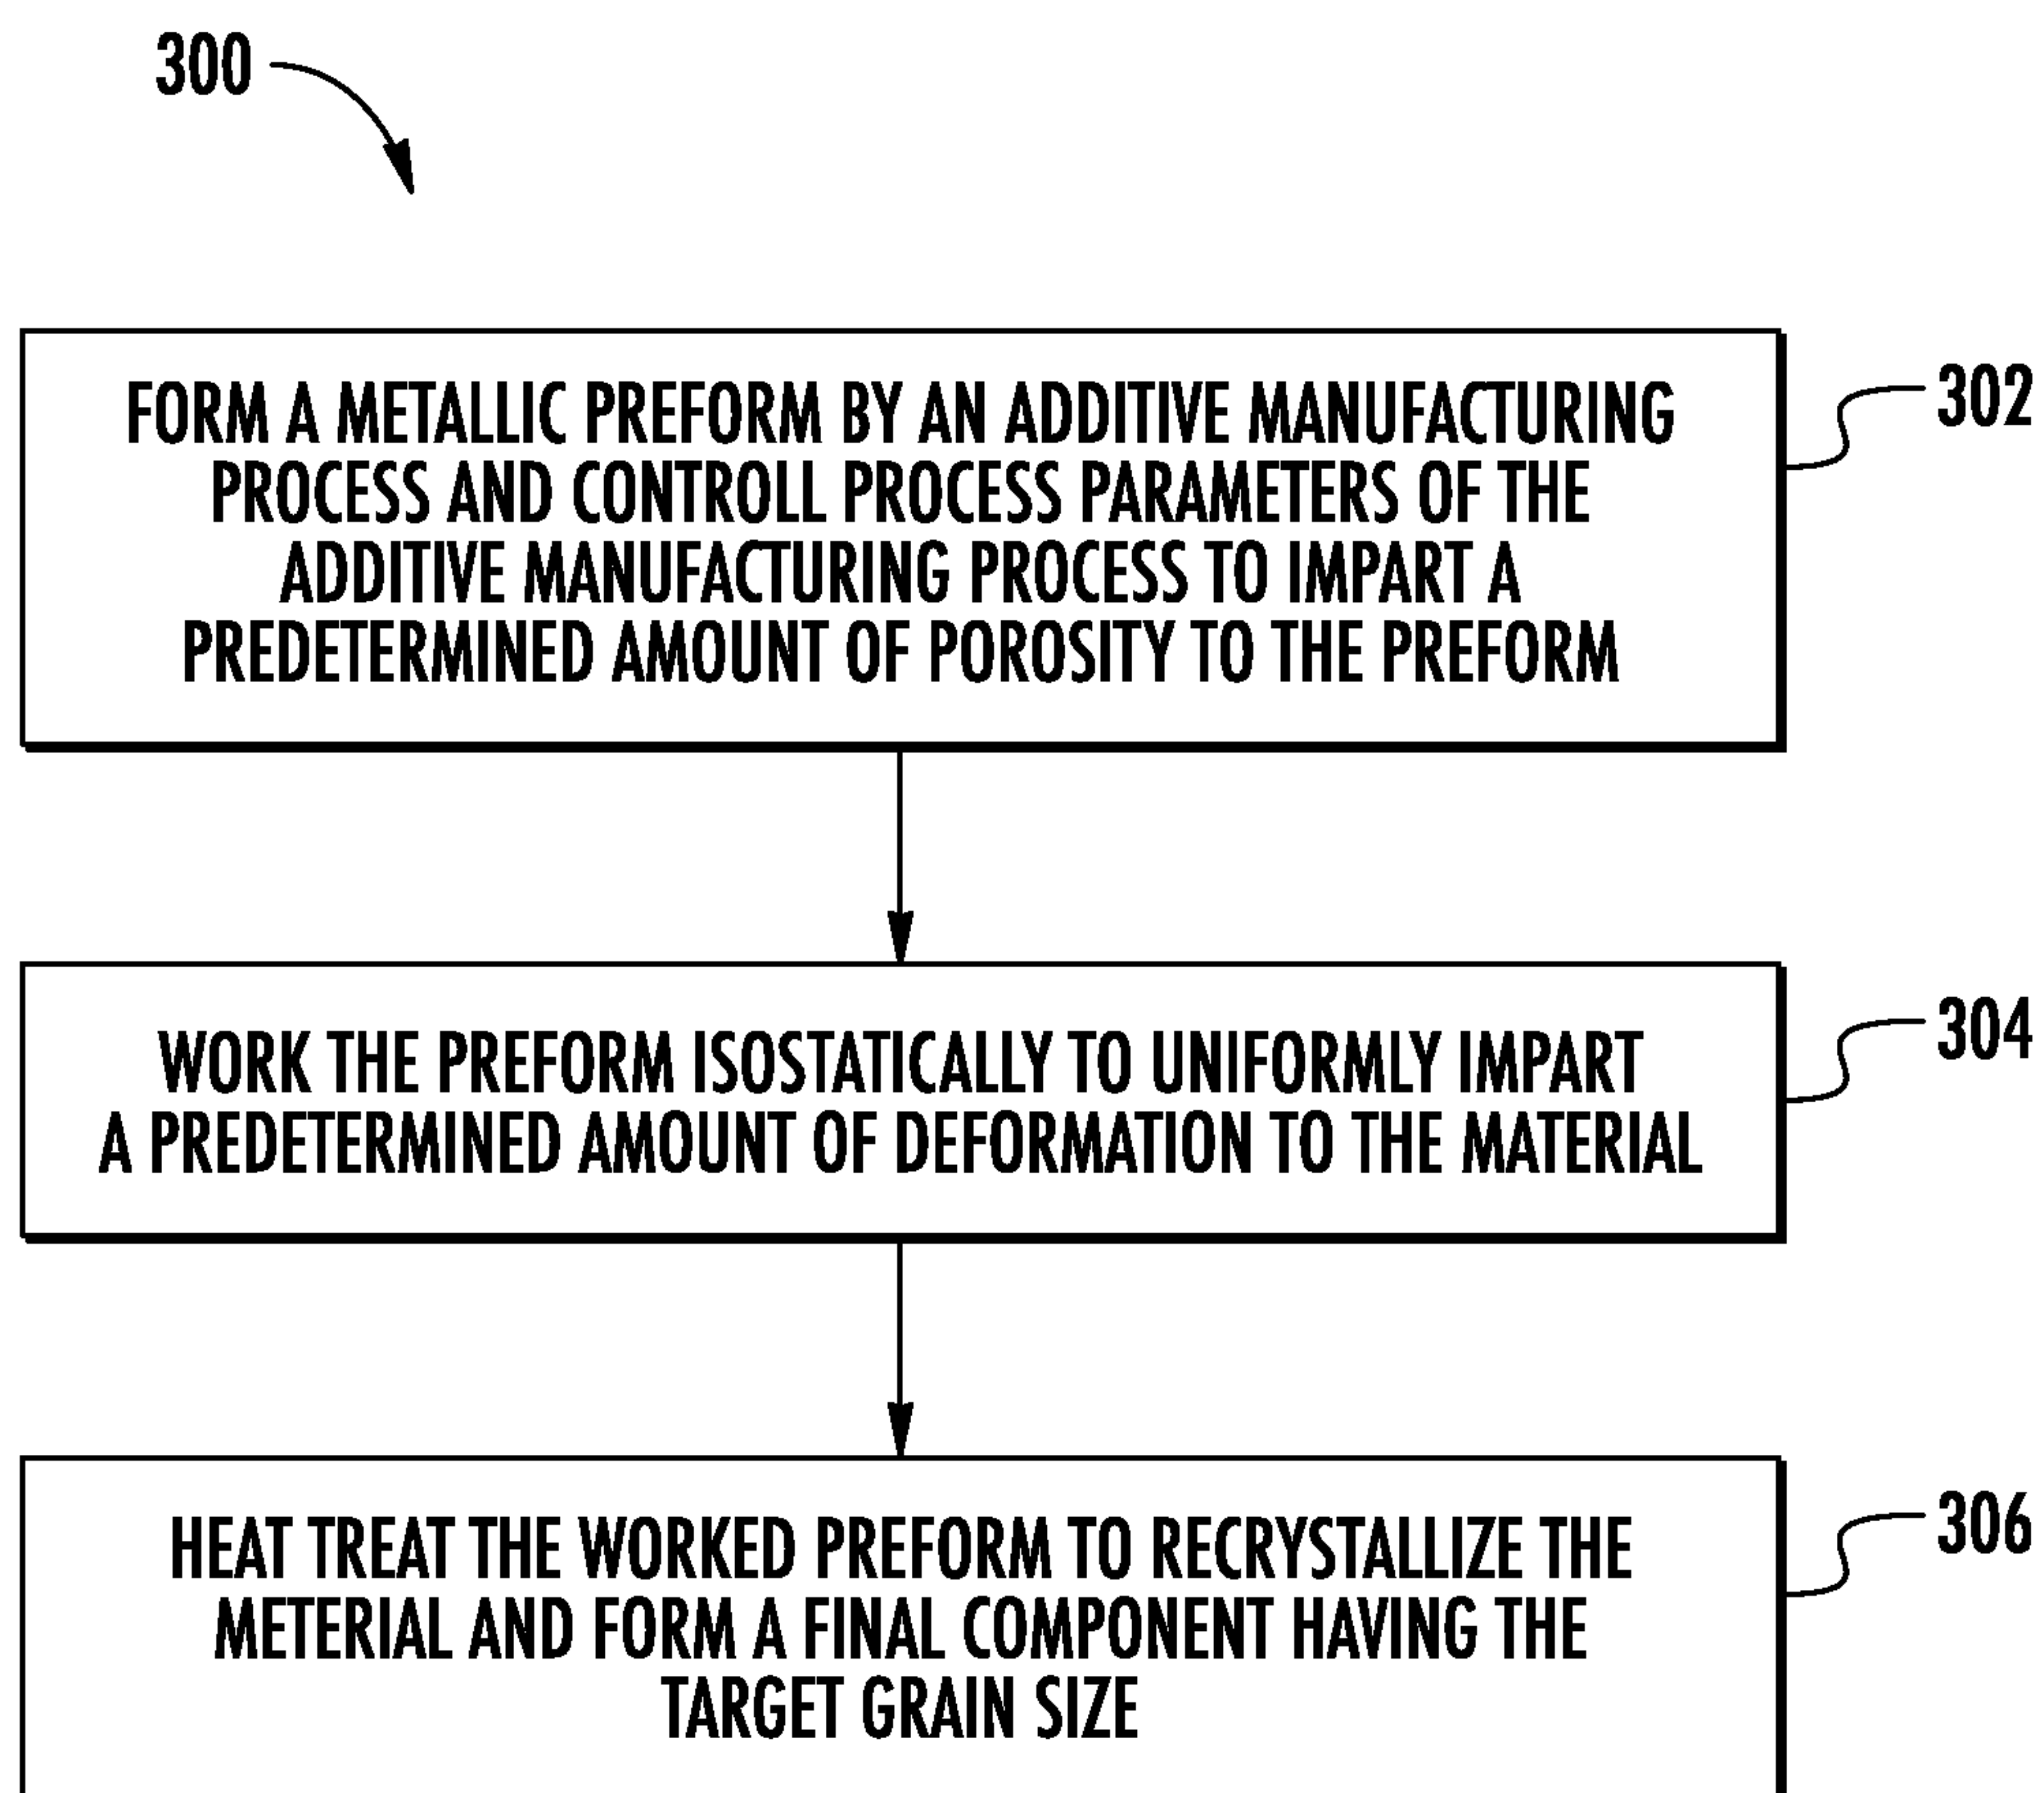 300
FORM A METALLIC PREFORM BY AN ADDITIVE MANUFACTURING
PROCESS AND CONTROLL PROCESS PARAMETERS OF THE
ADDITIVE MANUFACTURING PROCESS TO IMPART A
PREDETERMINED AMOUNT OF POROSITY TO THE PREFORM
302
WORK THE PREFORM ISOSTATICALLY TO UNIFORMLY IMPART
A PREDETERMINED AMOUNT OF DEFORMATION TO THE MATERIAL
304
HEAT TREAT THE WORKED PREFORM TO RECRYSTALLIZE THE
METERIAL AND FORM A FINAL COMPONENT HAVING THE
TARGET GRAIN SIZE
306